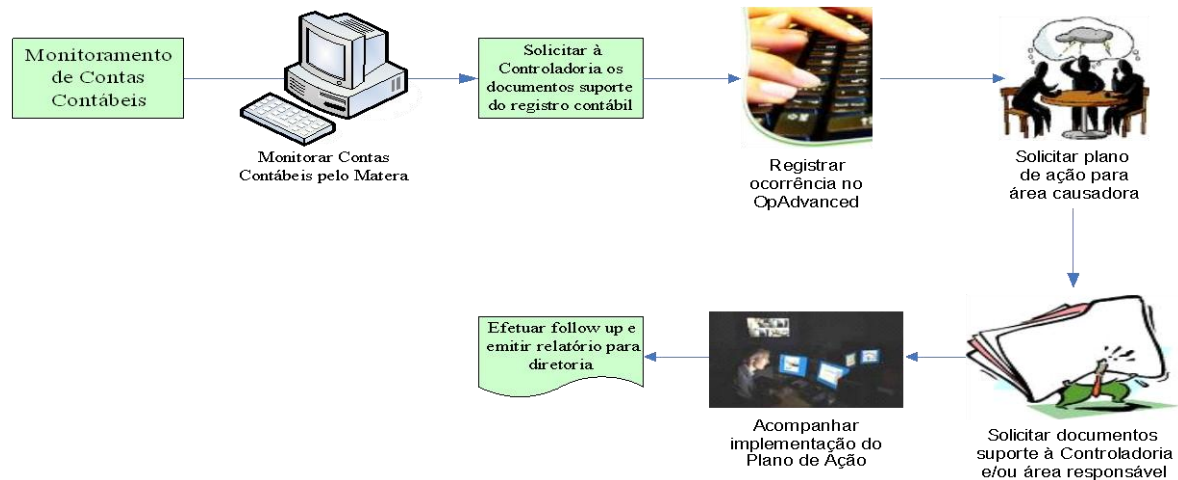 Monitoramento
de Contas
Contábeis
Monitorar Contas
Contábeis pelo Matera
Solicitar à
Controladoria os
documentos suporte
do registro contábil
Registrar
ocorrência no
OpAdvanced
Solicitar plano
de ação para
área causadora
Solicitar documentos
suporte à Controladoria
e/ou área responsável
Acompanhar
implementação do
Plano de Ação
Efetuar follow up e
emitir relatório para
diretoria